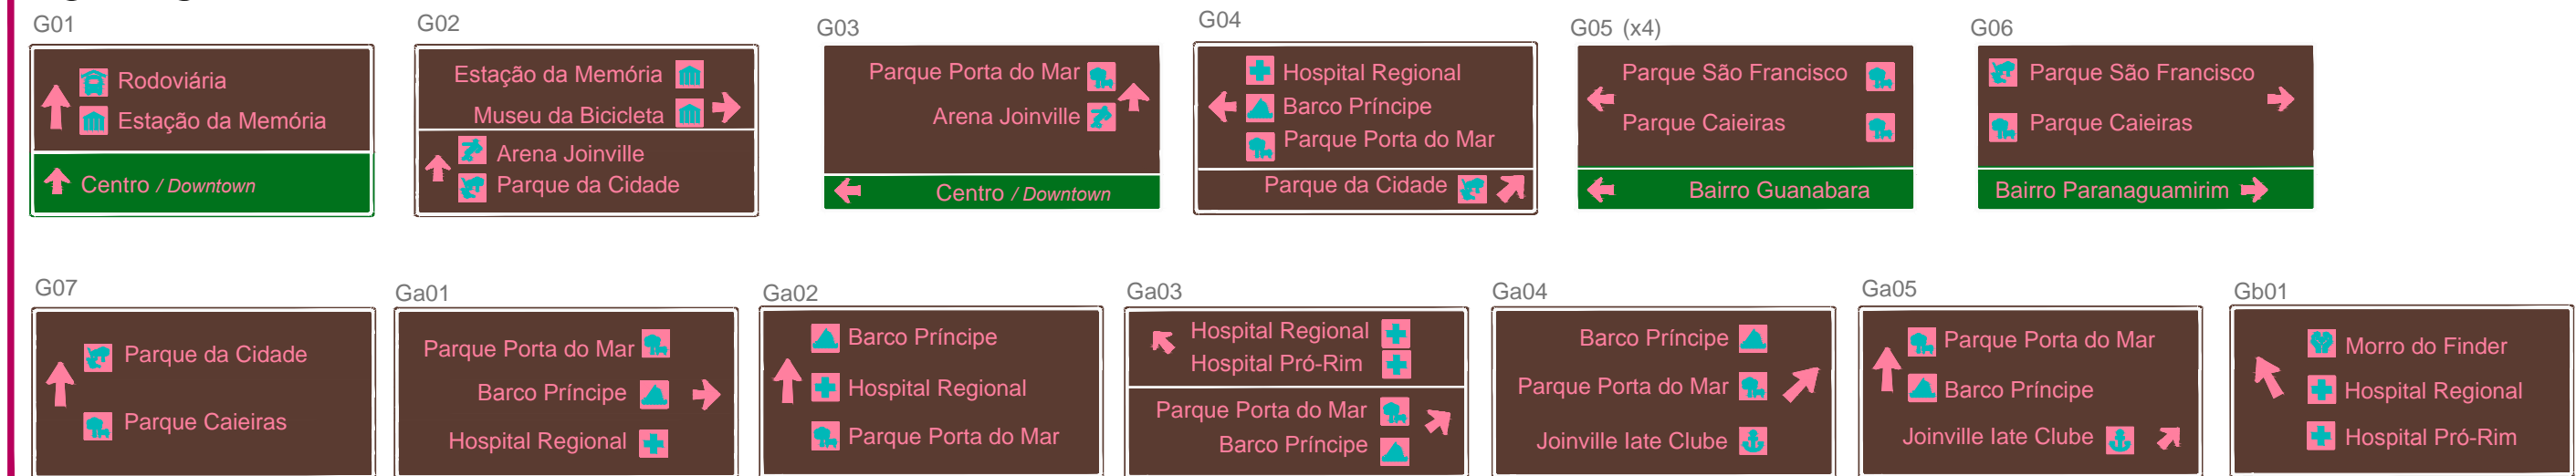 G01
Rodoviária
Estação da Memória
Centro / Downtown
G02
Estação da Memória
Museu da Bicicleta
Arena Joinville
Parque da Cidade
G03
Parque Porta do Mar
Arena Joinville
Centro / Downtown
G04
Hospital Regional
Barco Príncipe
Parque Porta do Mar
Parque da Cidade
G05 (x4)
Parque São Francisco
Parque Caieiras
Bairro Guanabara
G06
Parque São Francisco
Parque Caieiras
Bairro Paranaguamirim
G07
Parque da Cidade
Parque Caieiras
Ga01
Parque Porta do Mar
Barco Príncipe
Hospital Regional
Ga02
Barco Príncipe
Hospital Regional
Parque Porta do Mar
Ga03
Hospital Regional
Hospital Pró-Rim
Parque Porta do Mar
Barco Príncipe
Ga04
Barco Príncipe
Parque Porta do Mar
Joinville Iate Clube
Ga05
Parque Porta do Mar
Barco Príncipe
Joinville Iate Clube
Gb01
Morro do Finder
Hospital Regional
Hospital Pró-Rim